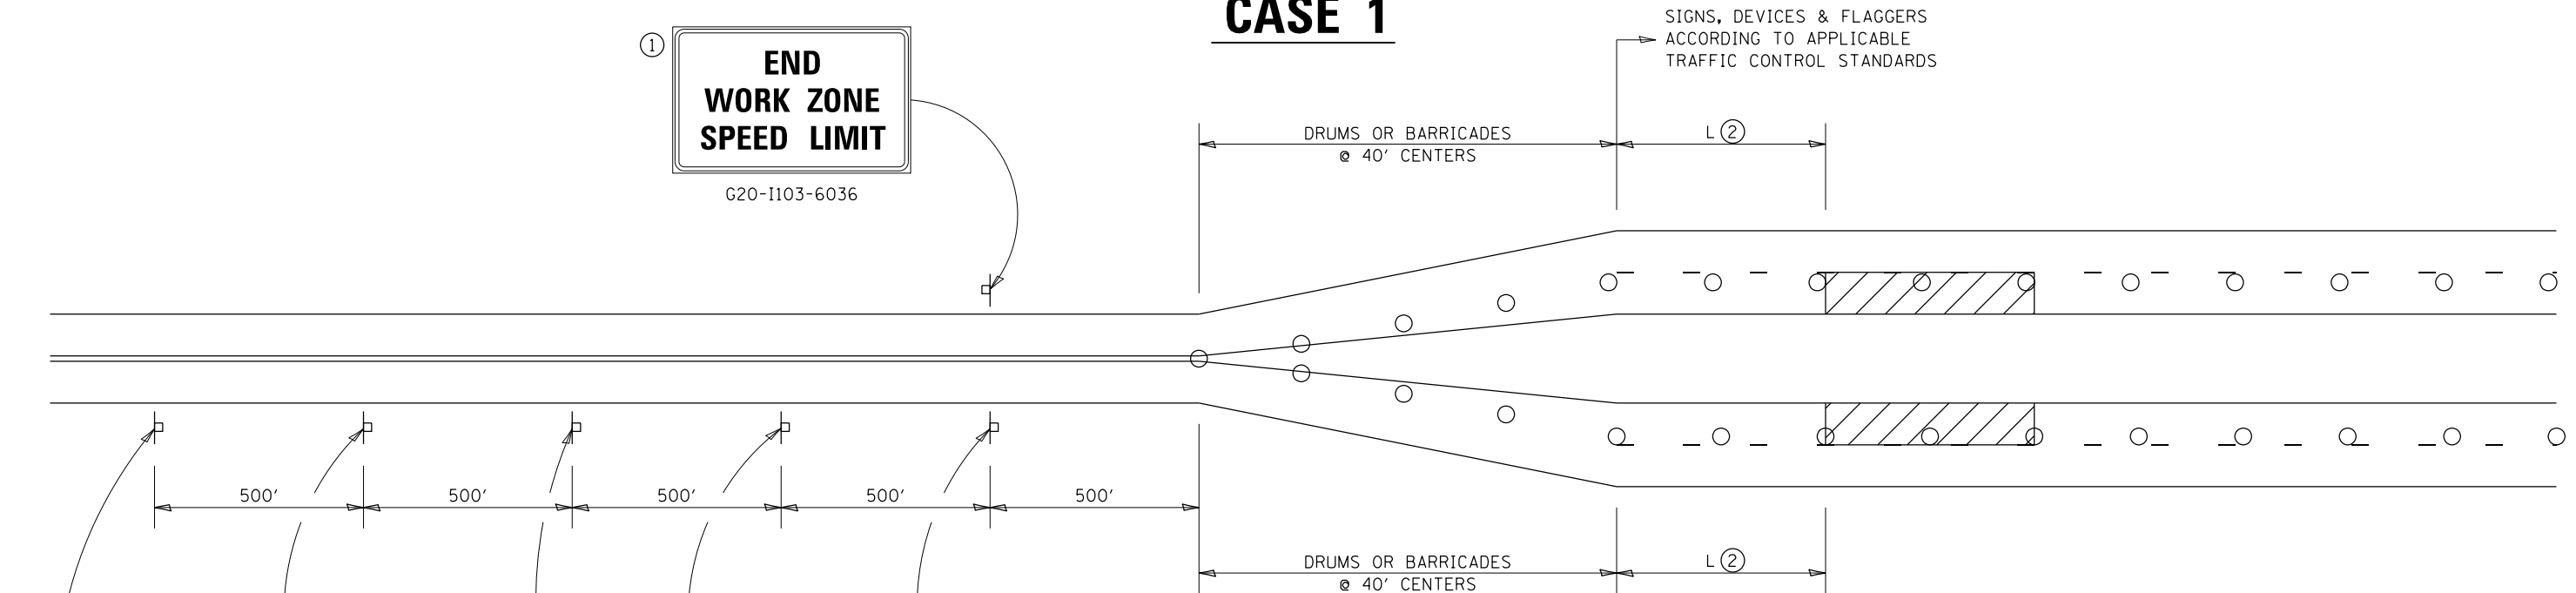 CASE 1
SIGNS, DEVICES & FLAGGERS
ACCORDING TO APPLICABLE
TRAFFIC CONTROL STANDARDS
1
END
WORK ZONE
SPEED LIMIT
G20-I103-6036
DRUMS OR BARRICADES
@ 40' CENTERS
L 2
500'
500'
500'
500'
500'
DRUMS OR BARRICADES
@ 40' CENTERS
L 2